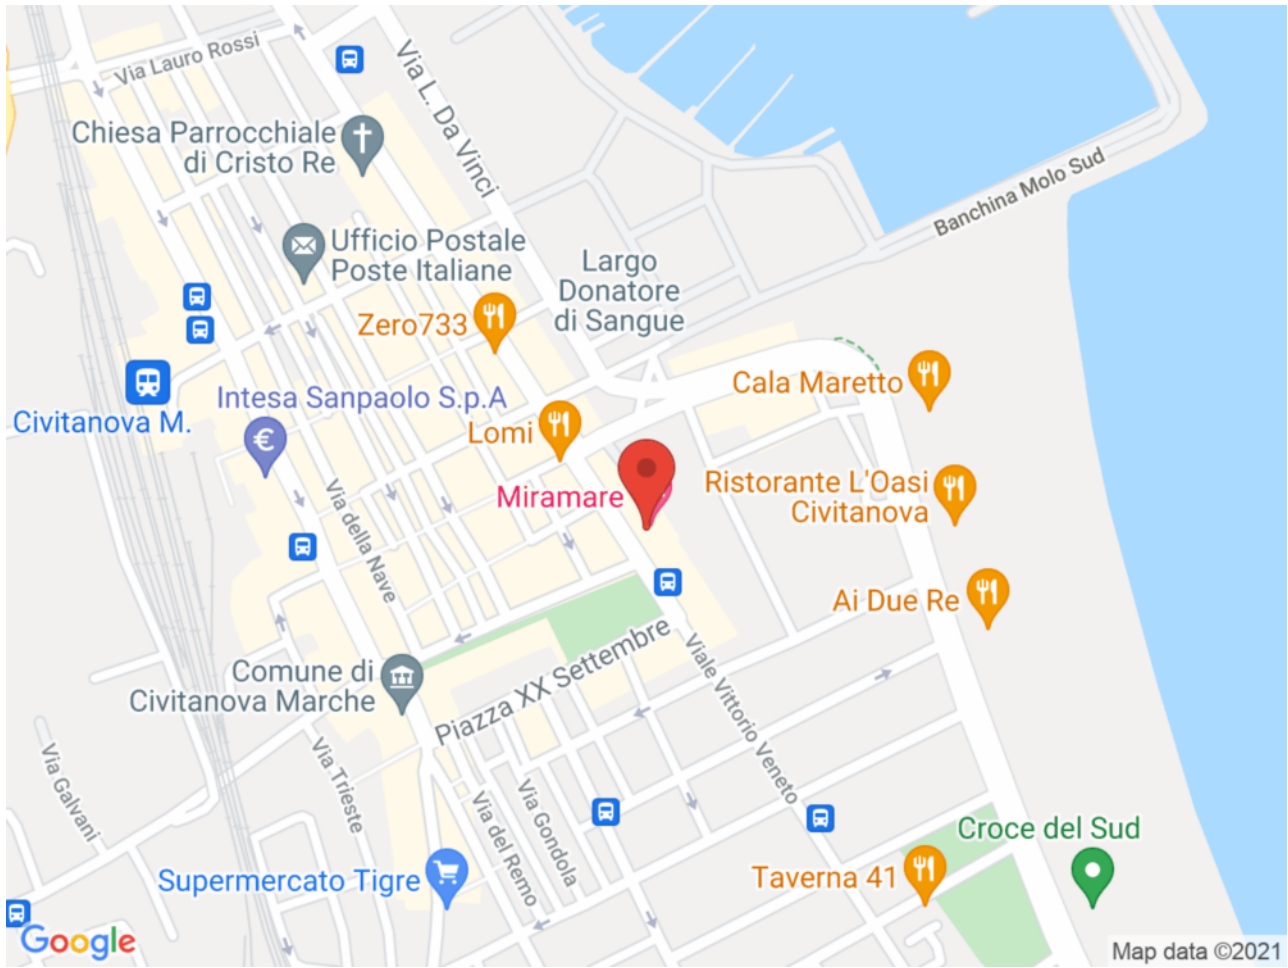 Via Lauro Rossi
Via L. Da Vinci
Chiesa Parrocchiale
di Cristo Re
Banchina Molo Sud
Ufficio Postale
Poste Italiane
Largo
Donatore
di Sangue
Zero733
Cala Maretto
Intesa Sanpaolo S.p.A
€
Civitanova M.
Lomi
Miramare
Ristorante L'Oasi
Civitanova
Via della Nave
Ai Due Re
Comune di
Civitanova Marche
Piazza XX Settembre
Viale Vittorio Veneto
Via Galvani
Via Trieste
Via del Remo
Via Gondola
Croce del Sud
Supermercato Tigre
Taverna 41
Google
Map data ©2021